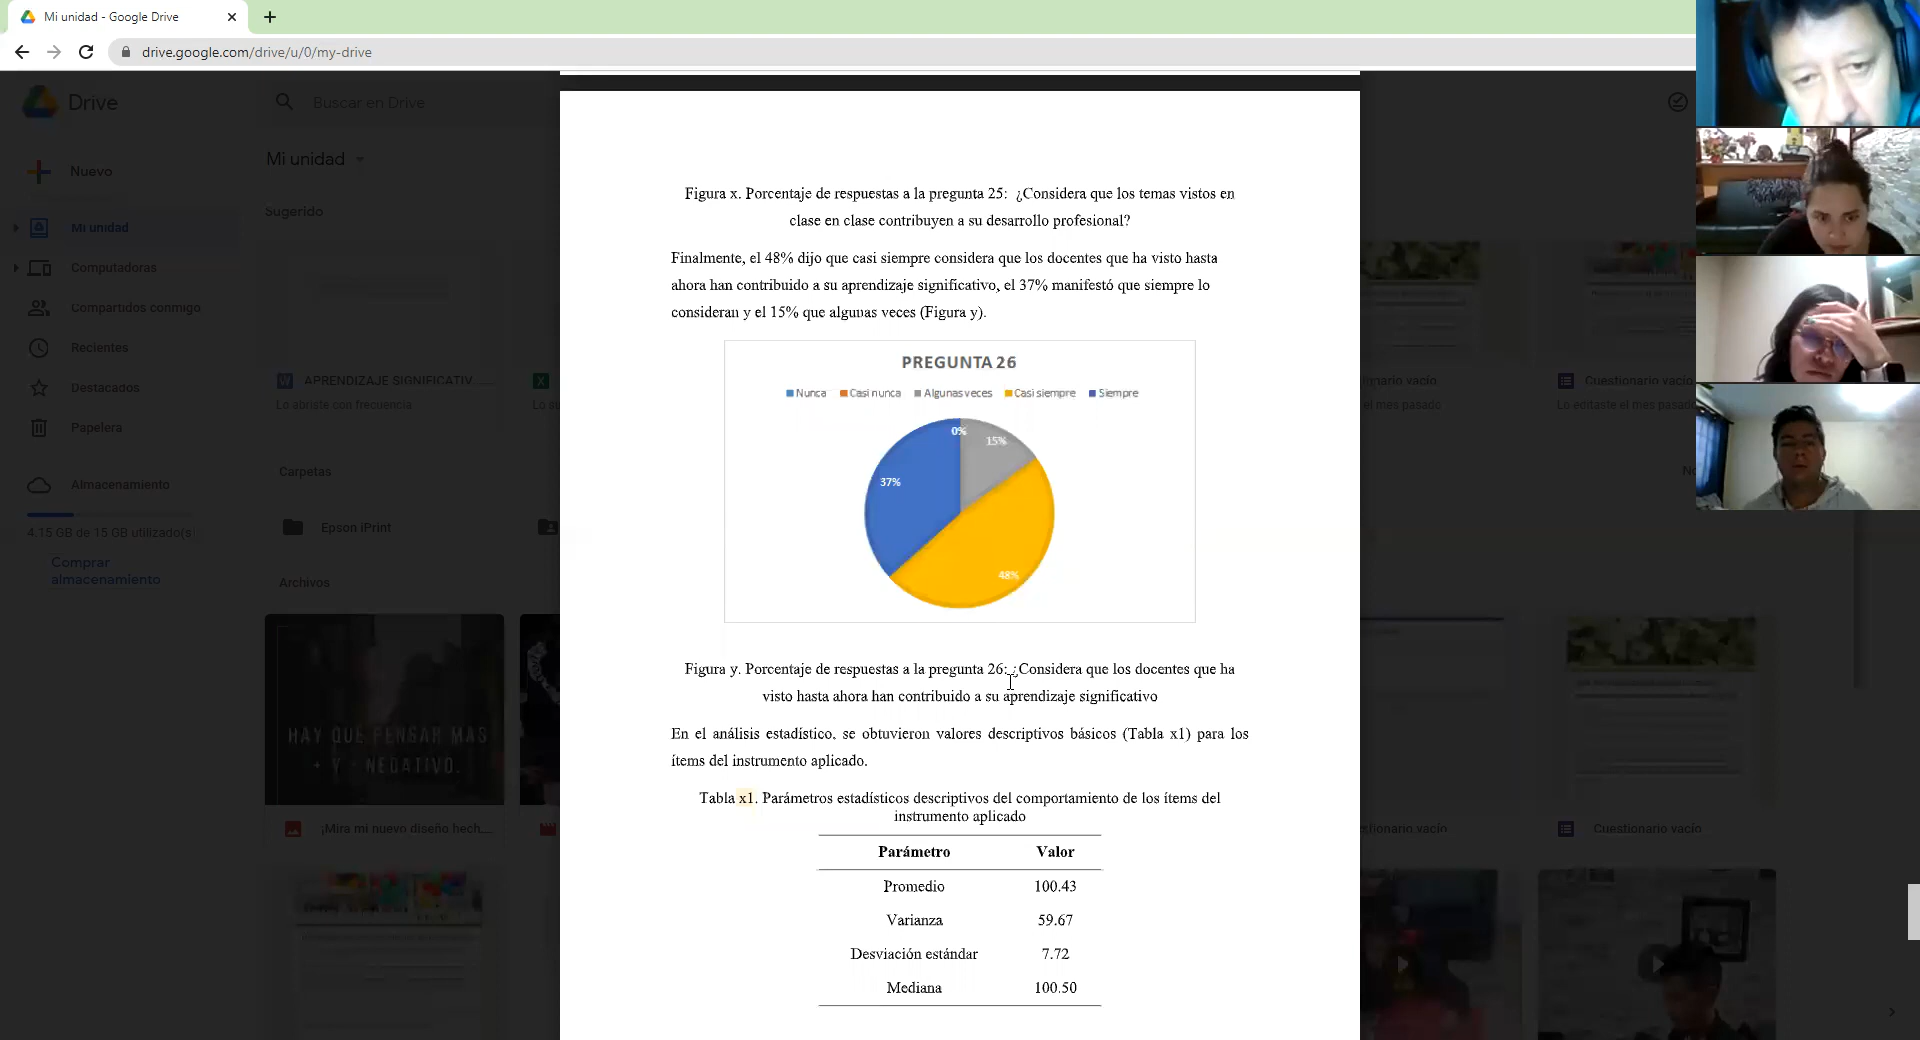 Mi unidad - Google Drive
drive.google.com/drive/u/0/my-drive
Drive
Buscar en Drive
Nuevo
Mi unidad
Computadoras
Compartidos conmigo
Recientes
Destacados
Papelera
Almacenamiento
4.15 GB de 15 GB utilizado(s)
Comprar
almacenamiento
Mi unidad
Sugerido
APRENDIZAJE SIGNIFICATIV...
Lo abriste con frecuencia
Carpetas
Epson iPrint
Archivos
HAY QUE PENSAR MAS
+ Y - NEGATIVO.
¡Mira mi nuevo diseño hech...
Figura x. Porcentaje de respuestas a la pregunta 25: ¿Considera que los temas vistos en
clase en clase contribuyen a su desarrollo profesional?
Finalmente, el 48% dijo que casi siempre considera que los docentes que ha visto hasta
ahora han contribuido a su aprendizaje significativo, el 37% manifestó que siempre lo
consideran y el 15% que algunas veces (Figura y).
PREGUNTA 26
Nunca Casi nunca Algunas veces Casi siempre Siempre
0%
15%
37%
48%
Figura y. Porcentaje de respuestas a la pregunta 26: ¿Considera que los docentes que ha
visto hasta ahora han contribuido a su aprendizaje significativo
En el análisis estadístico, se obtuvieron valores descriptivos básicos (Tabla x1) para los
ítems del instrumento aplicado.
Tabla x1. Parámetros estadísticos descriptivos del comportamiento de los ítems del
instrumento aplicado
Parámetro Valor
Promedio 100.43
Varianza 59.67
Desviación estándar 7.72
Mediana 100.50
Cuestionario vacío
Lo editaste el mes pasado
el mes pasado
Cuestionario vacío